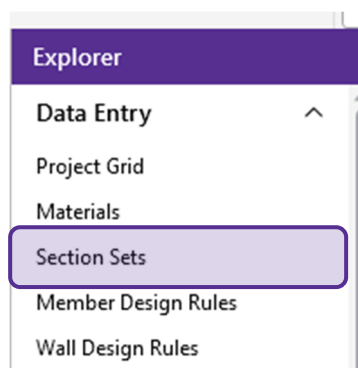 Explorer
Data Entry
Project Grid
Materials
Section Sets
Member Design Rules
Wall Design Rules